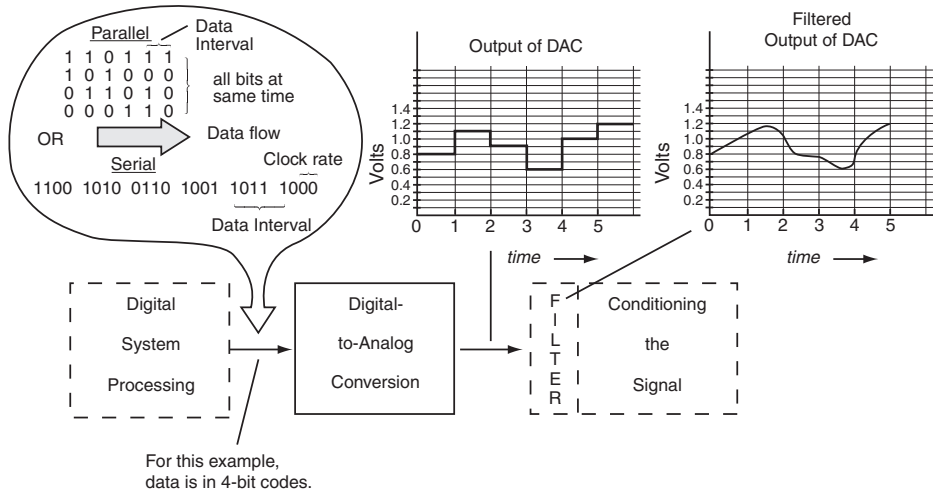 Parallel
Data
Interval
1 1 0 1 1 1
1 0 1 0 0 0
0 1 1 0 1 0
0 0 0 1 1 0
all bits at
same time
OR
Data flow
Serial
Clock rate
1100 1010 0110 1001 1011 1000
Data Interval
Output of DAC
Volts
1.4
1.2
1.0
0.8
0.6
0.4
0.2
0 1 2 3 4 5
time
Filtered
Output of DAC
Volts
1.4
1.2
1.0
0.8
0.6
0.4
0.2
0 1 2 3 4 5
time
Digital
System
Processing
Digital-
to-Analog
Conversion
F
I
L
T
E
R
Conditioning
the
Signal
For this example,
data is in 4-bit codes.